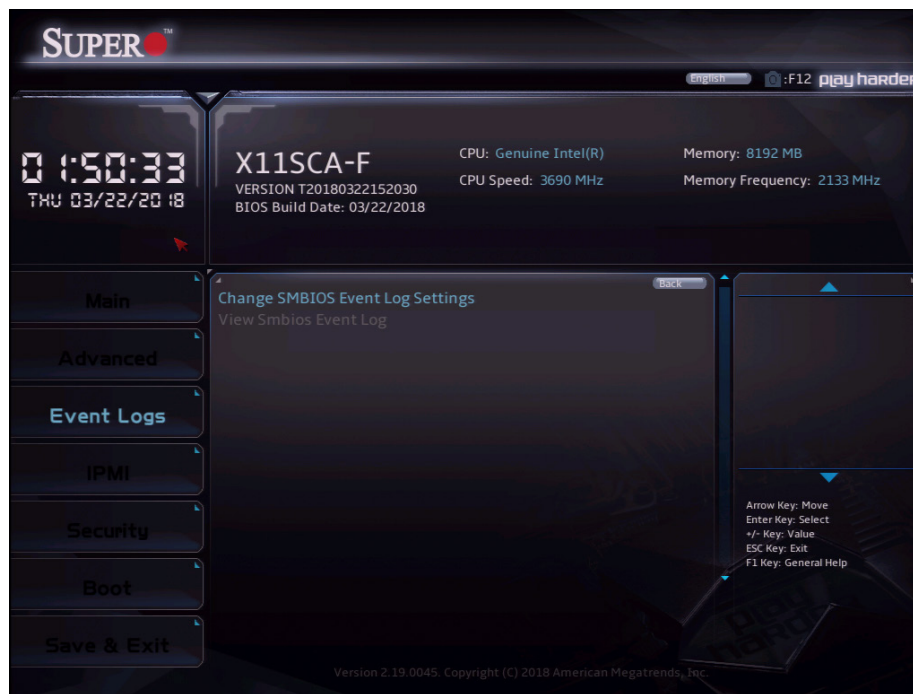 SUPER TM
English :F12 play harder
01:50:33
THU 03/22/2018
X11SCA-F
VERSION T20180322152030
BIOS Build Date: 03/22/2018
CPU: Genuine Intel(R)
CPU Speed: 3690 MHz
Memory: 8192 MB
Memory Frequency: 2133 MHz
Main
Advanced
Event Logs
IPMI
Security
Boot
Save & Exit
Back
Change SMBIOS Event Log Settings
View Smbios Event Log
Arrow Key: Move
Enter Key: Select
+/- Key: Value
ESC Key: Exit
F1 Key: General Help
PLAY
HARDER
Version 2.19.0045. Copyright (C) 2018 American Megatrends, Inc.